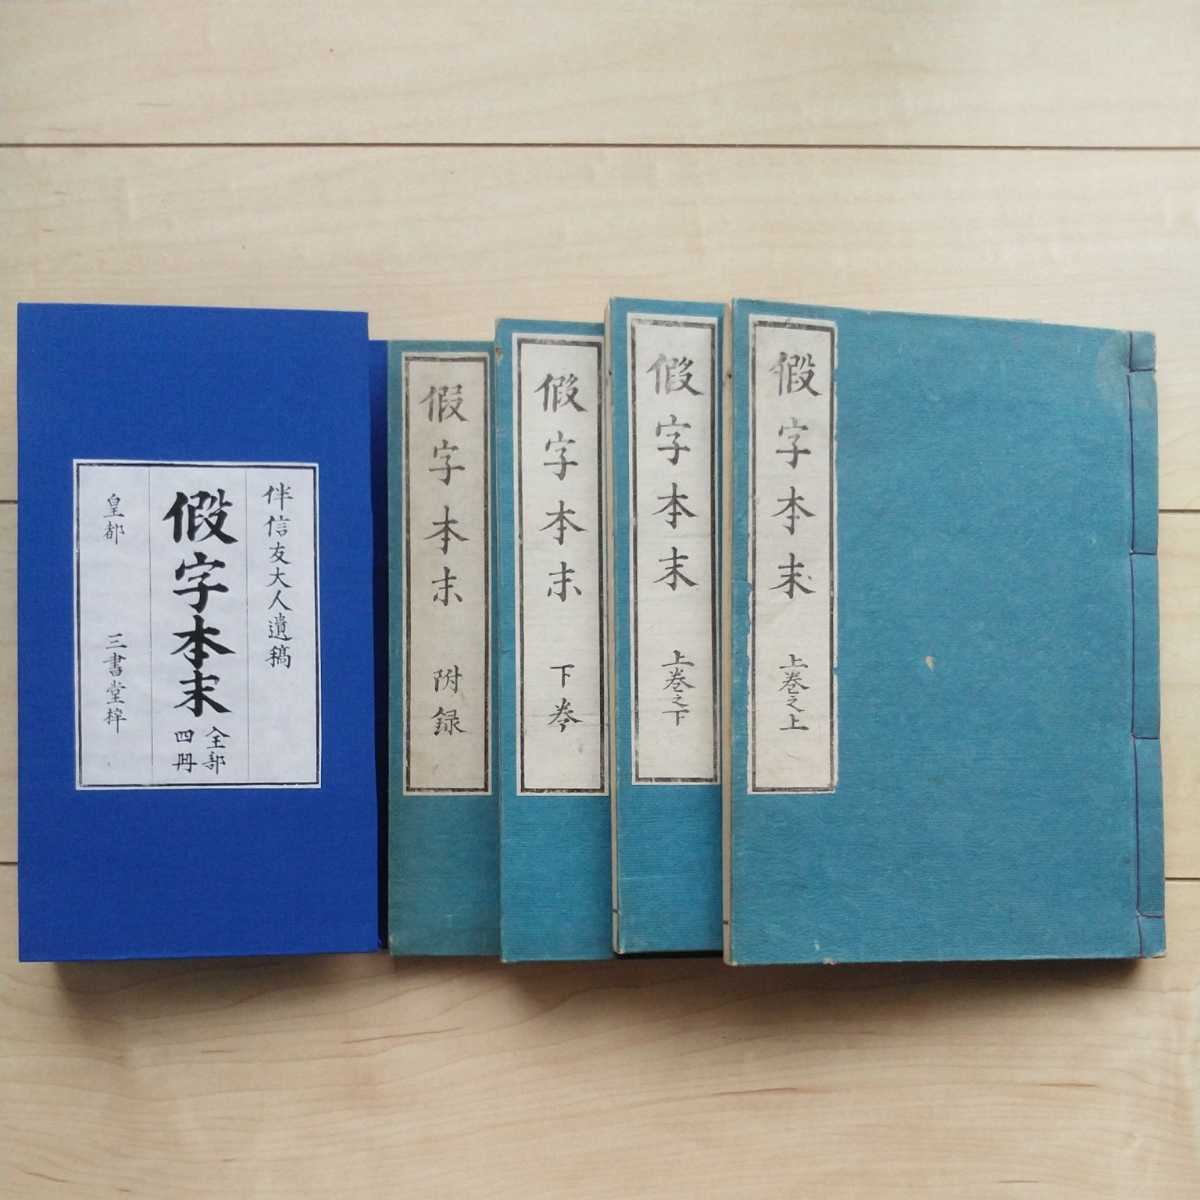 伴信友大人遺稿
假字本末 全部四冊
皇都 三書堂梓
假字本末 附録
假字本末 下巻
假字本末 上巻之下
假字本末 上巻之上